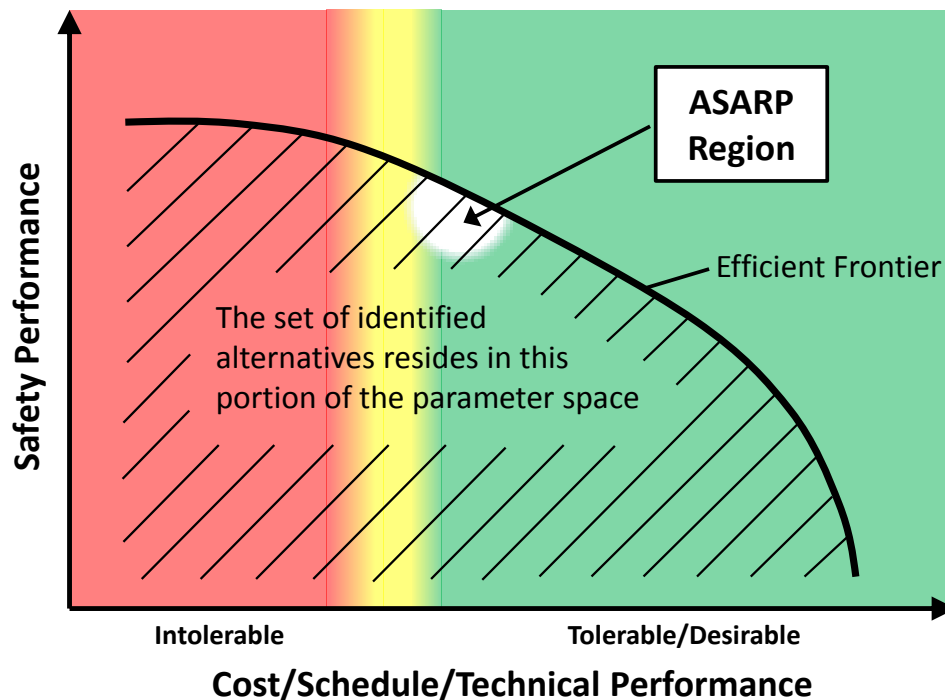 ASARP
Region
Efficient Frontier
The set of identified
alternatives resides in this
portion of the parameter space
Safety Performance
Intolerable
Tolerable/Desirable
Cost/Schedule/Technical Performance